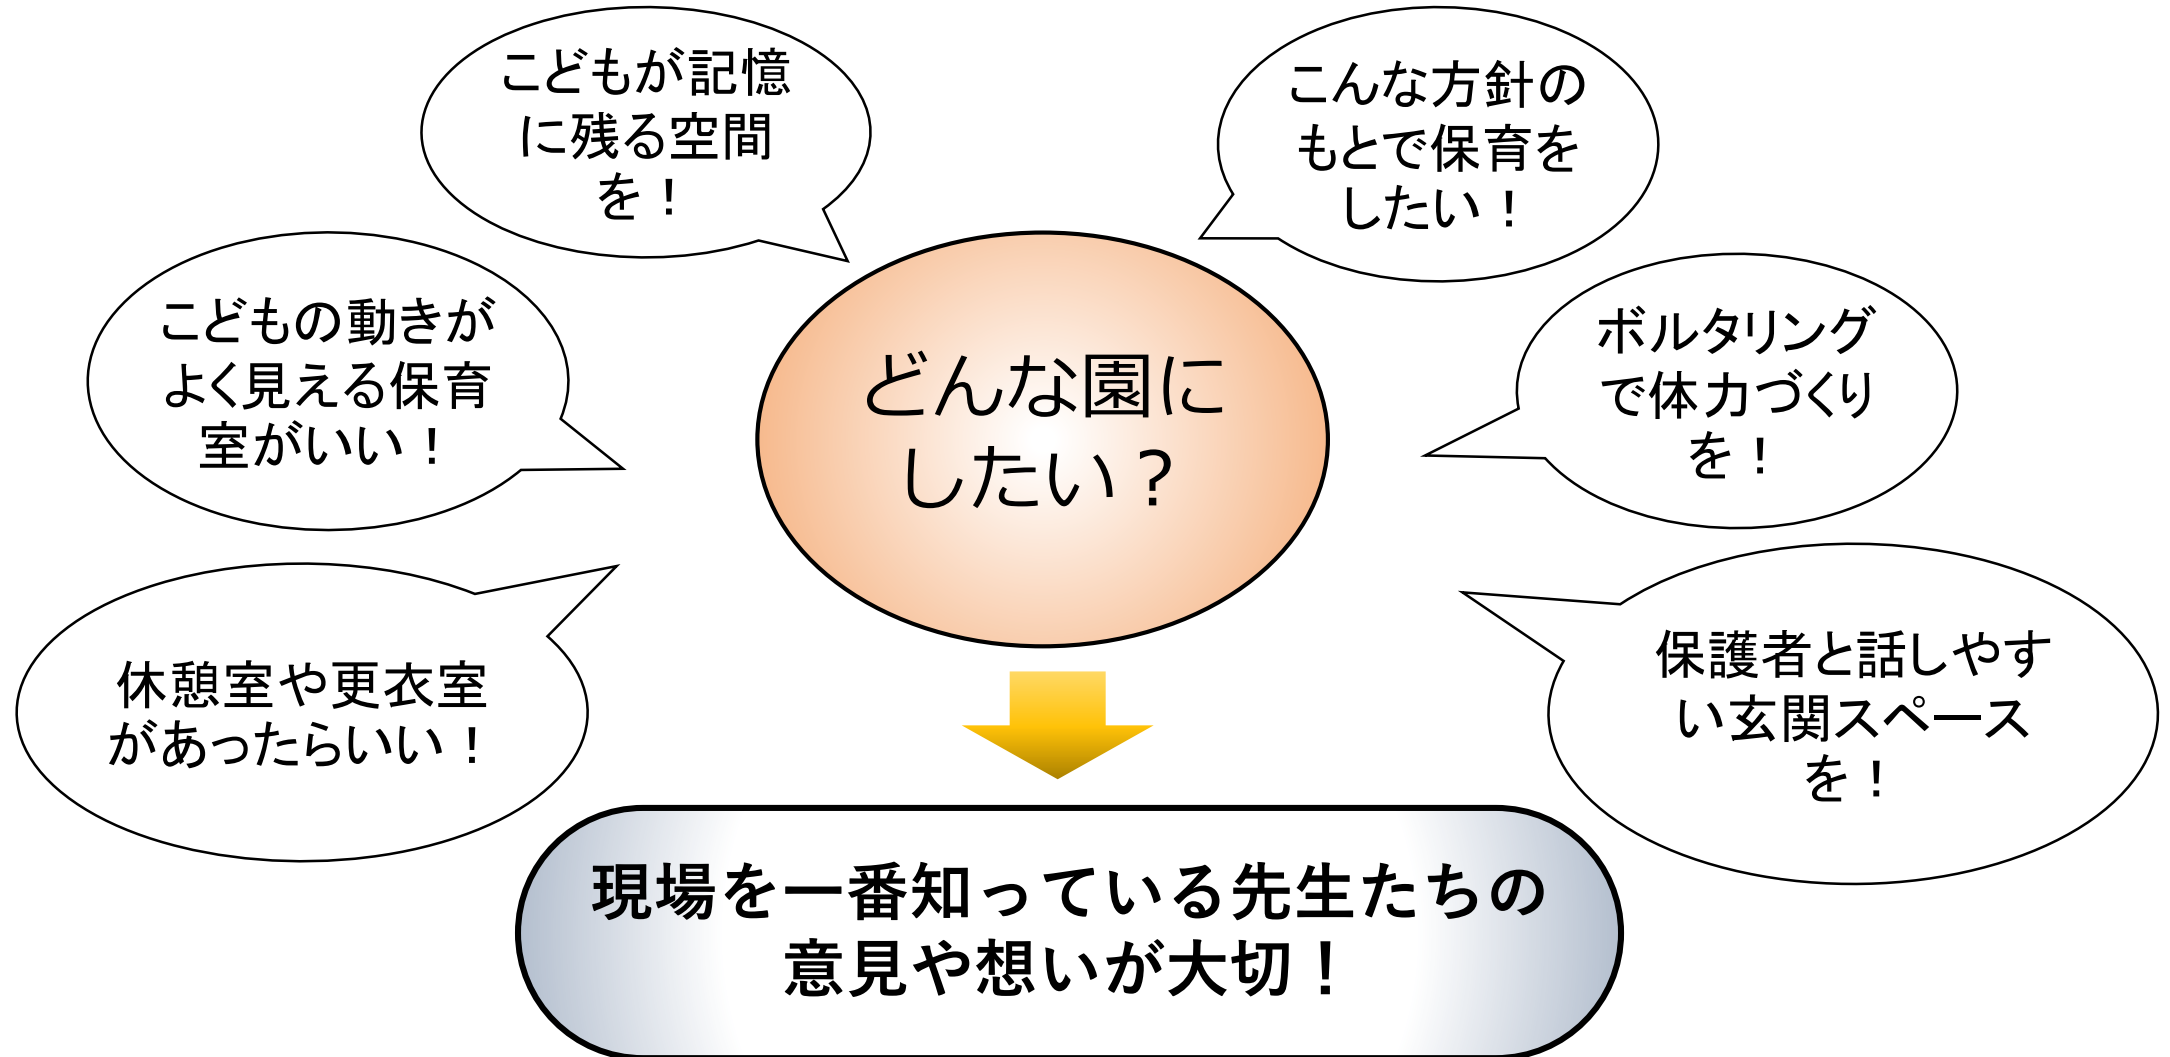 こどもが記憶
に残る空間
を！
こんな方針の
もとで保育を
したい！
こどもの動きが
よく見える保育
室がいい！
ボルタリング
で体力づくり
を！
どんな園に
したい？
休憩室や更衣室
があったらいい！
保護者と話しやす
い玄関スペース
を！
現場を一番知っている先生たちの
意見や想いが大切！